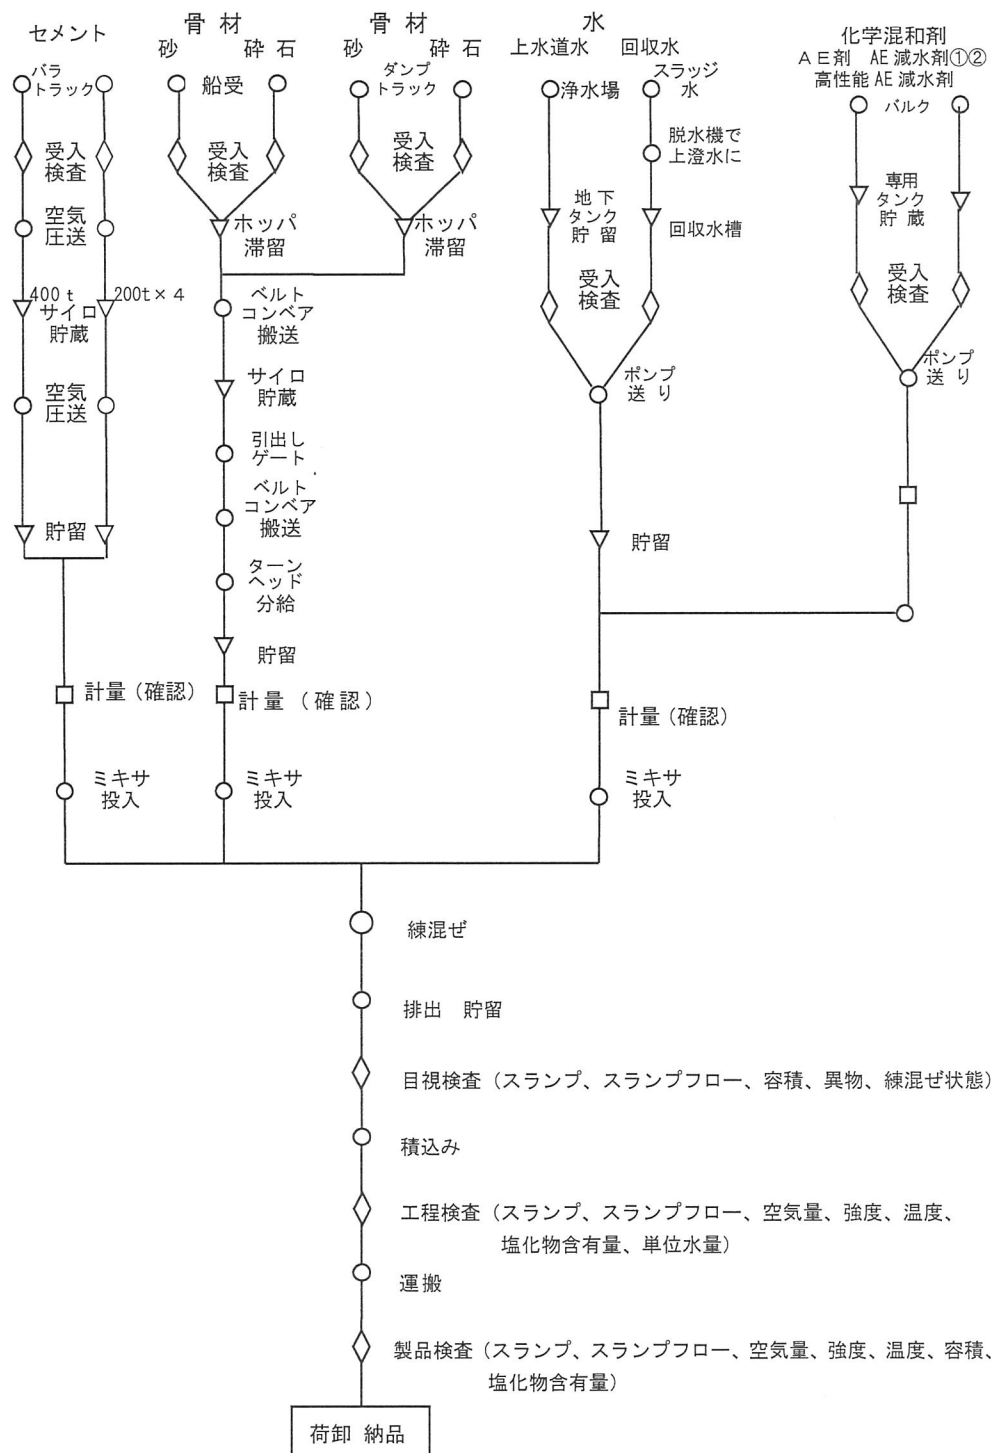 セメント
バラ
トラック
受入
検査
空気
圧送
400t
200t×4
サイロ
貯蔵
空気
圧送
貯留
計量(確認)
ミキサ
投入
骨材
砂 砕石
船受
受入
検査
ホッパ
滞留
骨材
砂 砕石
ダンプ
トラック
受入
検査
ホッパ
滞留
ベルト
コンベア
搬送
サイロ
貯蔵
引出し
ゲート
ベルト
コンベア
搬送
ターン
ヘッド
分給
貯留
計量(確認)
ミキサ
投入
水
上水道水 回収水
浄水場
スラッジ
水
脱水機で
上澄水に
地下
タンク
貯留
回収水槽
受入
検査
ポンプ
送り
貯留
計量(確認)
ミキサ
投入
化学混和剤
AE剤 AE減水剤①②
高性能AE減水剤
バルク
専用
タンク
貯蔵
受入
検査
ポンプ
送り
練混ぜ
排出 貯留
目視検査(スランプ、スランプフロー、容積、異物、練混ぜ状態)
積込み
工程検査(スランプ、スランプフロー、空気量、強度、温度、
塩化物含有量、単位水量)
運搬
製品検査(スランプ、スランプフロー、空気量、強度、温度、容積、
塩化物含有量)
荷卸 納品